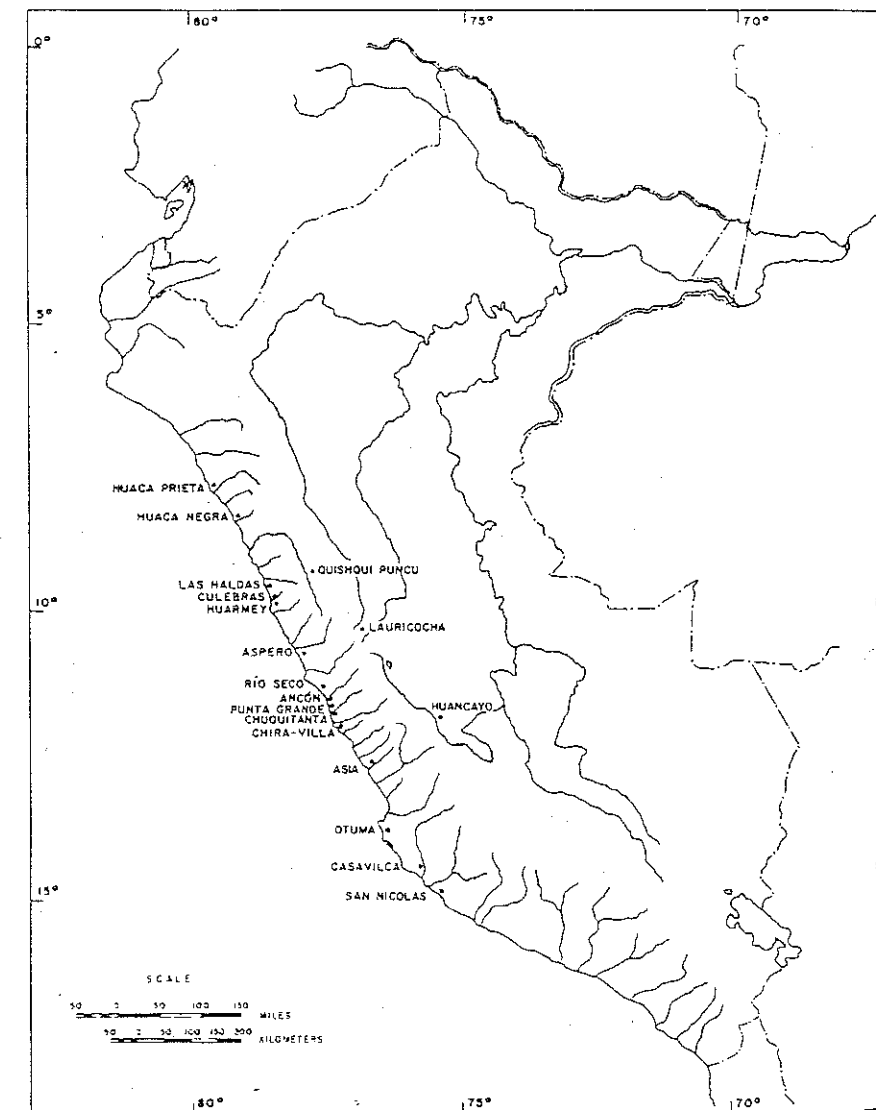 80° 75° 70°
0°
5°
HUACA PRIETA
HUACA NEGRA
QUISHQUI PUNCU
LAS HALDAS
CULEBRAS
HUARMEY
10°
LAURICOCHA
ASPERO
RÍO SECO
ANCÓN
PUNTA GRANDE
HUANCAYO
CHUQUITANTA
CHIRA-VILLA
ASIA
OTUMA
CASAVILCA
SAN NICOLAS
15°
SCALE
50 0 50 100 150 MILES
50 0 50 100 150 200 KILOMETERS
80° 75° 70°